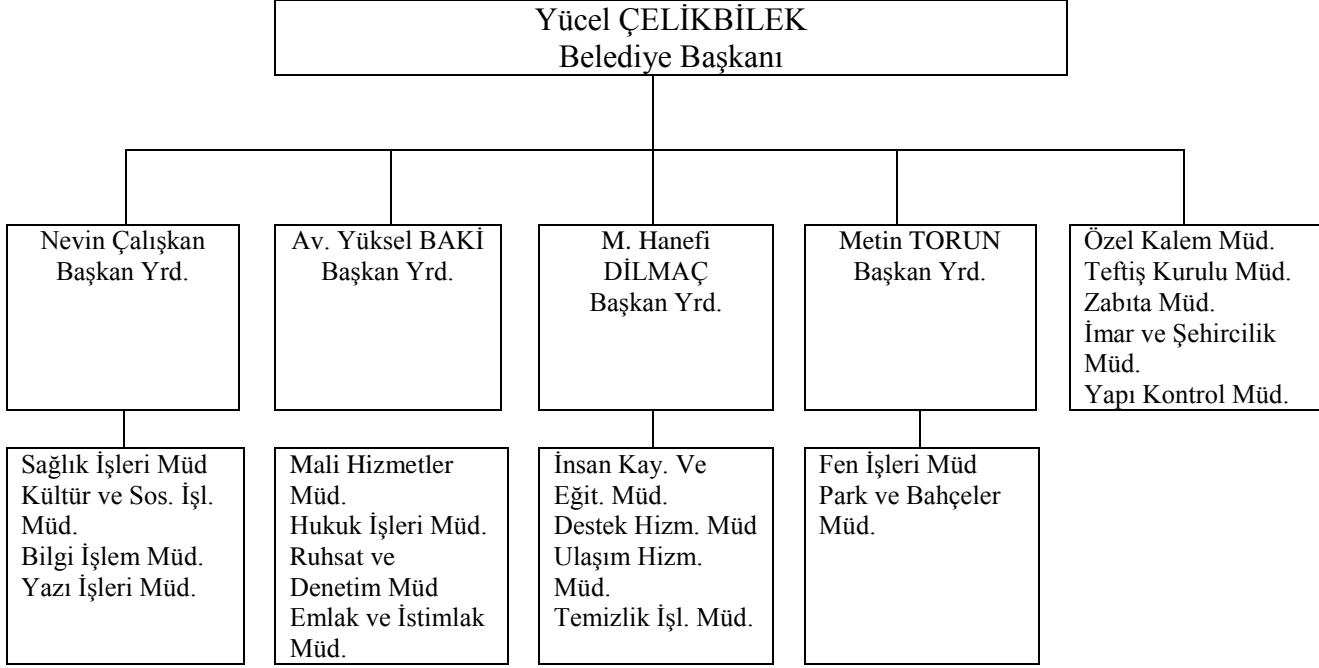 Yücel ÇELİKBİLEK
Belediye Başkanı
Nevin Çalışkan
Başkan Yrd.
Av. Yüksel BAKİ
Başkan Yrd.
M. Hanefi
DİLMAÇ
Başkan Yrd.
Metin TORUN
Başkan Yrd.
Özel Kalem Müd.
Teftiş Kurulu Müd.
Zabıta Müd.
İmar ve Şehircilik
Müd.
Yapı Kontrol Müd.
Sağlık İşleri Müd
Kültür ve Sos. İşl.
Müd.
Bilgi İşlem Müd.
Yazı İşleri Müd.
Mali Hizmetler
Müd.
Hukuk İşleri Müd.
Ruhsat ve
Denetim Müd
Emlak ve İstimlak
Müd.
İnsan Kay. Ve
Eğit. Müd.
Destek Hizm. Müd
Ulaşım Hizm.
Müd.
Temizlik İşl. Müd.
Fen İşleri Müd
Park ve Bahçeler
Müd.